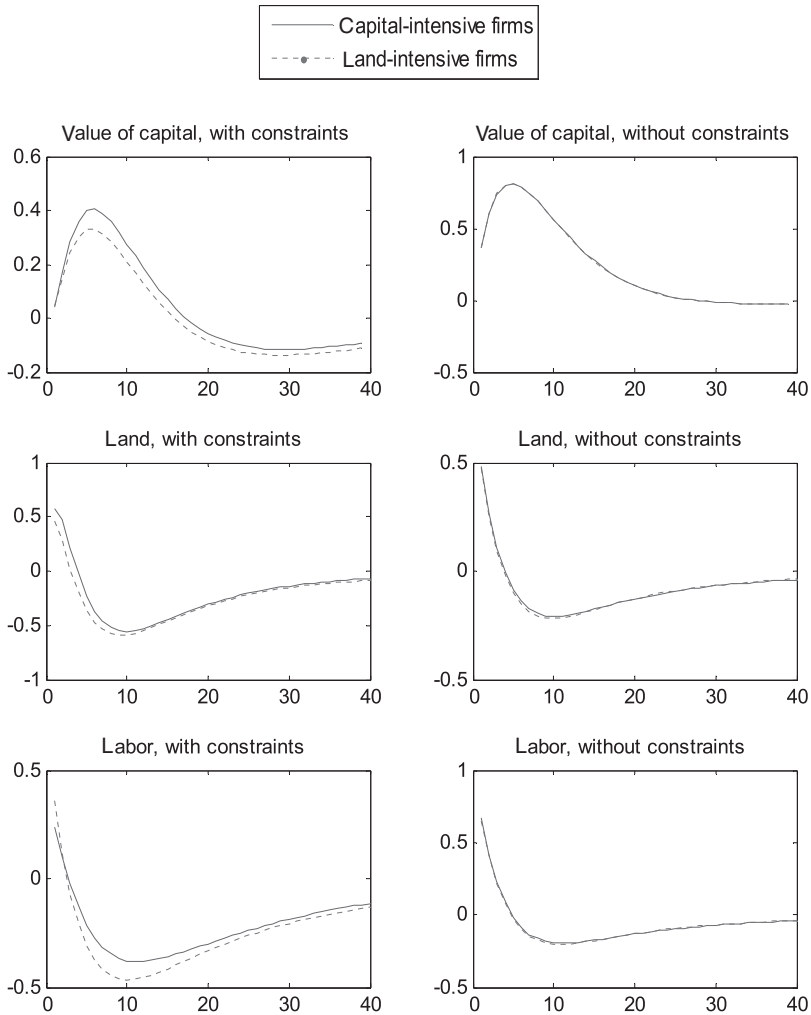 Capital-intensive firms
Land-intensive firms
Value of capital, with constraints
0.6
0.4
0.2
0
-0.2
0 10 20 30 40
Value of capital, without constraints
1
0.5
0
-0.5
0 10 20 30 40
Land, with constraints
1
0.5
0
-0.5
-1
0 10 20 30 40
Land, without constraints
0.5
0
-0.5
0 10 20 30 40
Labor, with constraints
0.5
0
-0.5
0 10 20 30 40
Labor, without constraints
1
0.5
0
-0.5
0 10 20 30 40